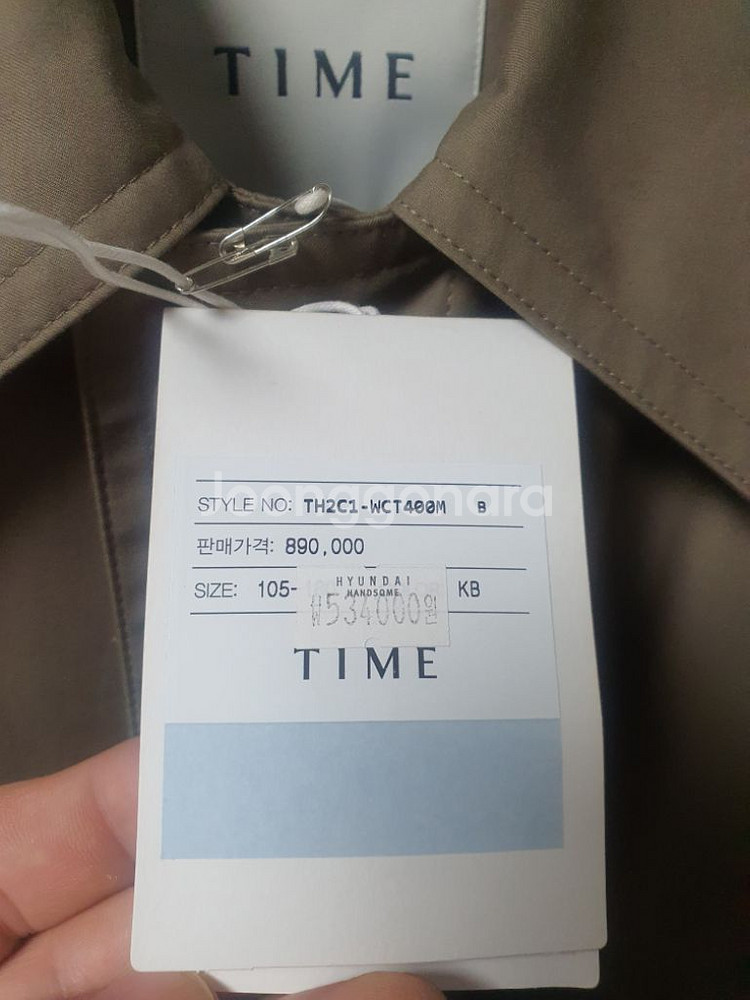 TIME
joonggonara
STYLE NO: TH2C1-WCT400M B
판매가격: 890,000
SIZE: 105- KB
HYUNDAI
HANDSOME
₩534000원
TIME